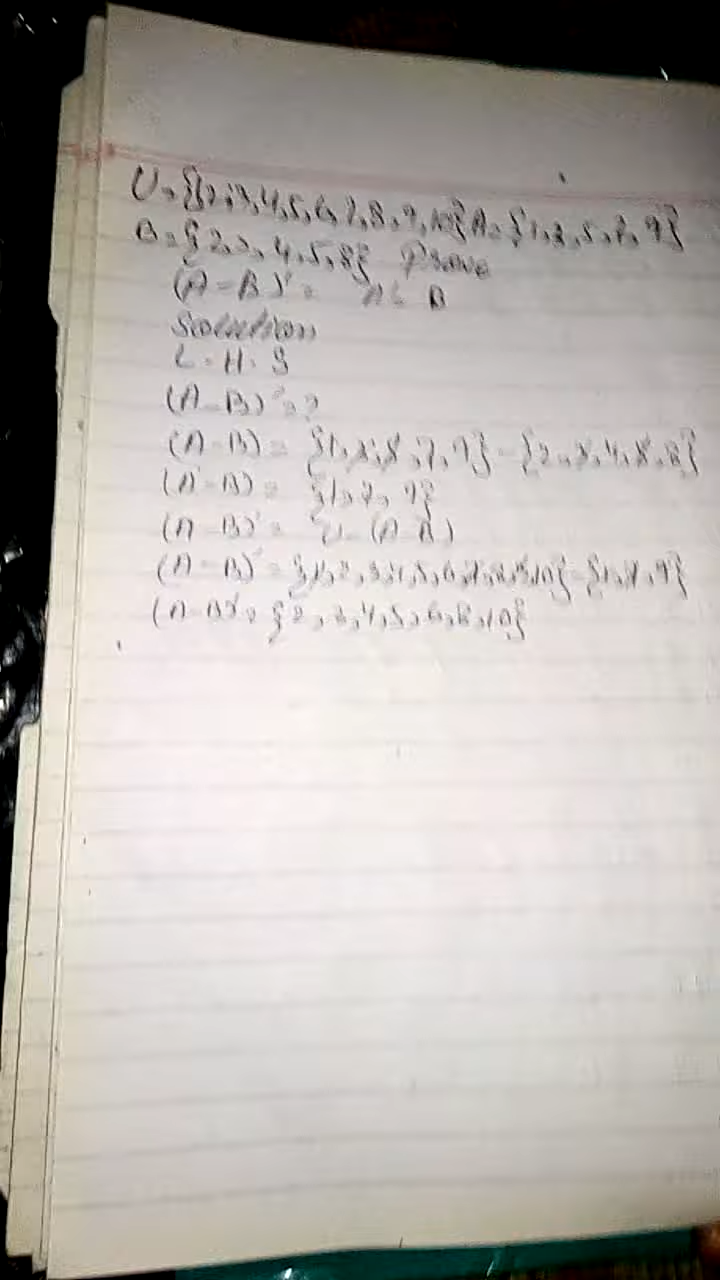 U = {1,2,3,4,5,6,7,8,9,10} A = {1,3,5,7,9}
B = {2,3,4,5,8} Prove
(A-B)' = B
Solution
L.H.S
(A-B)' = ?
(A-B) = {1,3,5,7,9} - {2,3,4,5,8}
(A-B) = {1,7,9}
(A-B)' = U-(A-B)
(A-B)' = {1,2,3,4,5,6,7,8,9,10} - {1,7,9}
(A-B)' = {2,3,4,5,6,8,10}